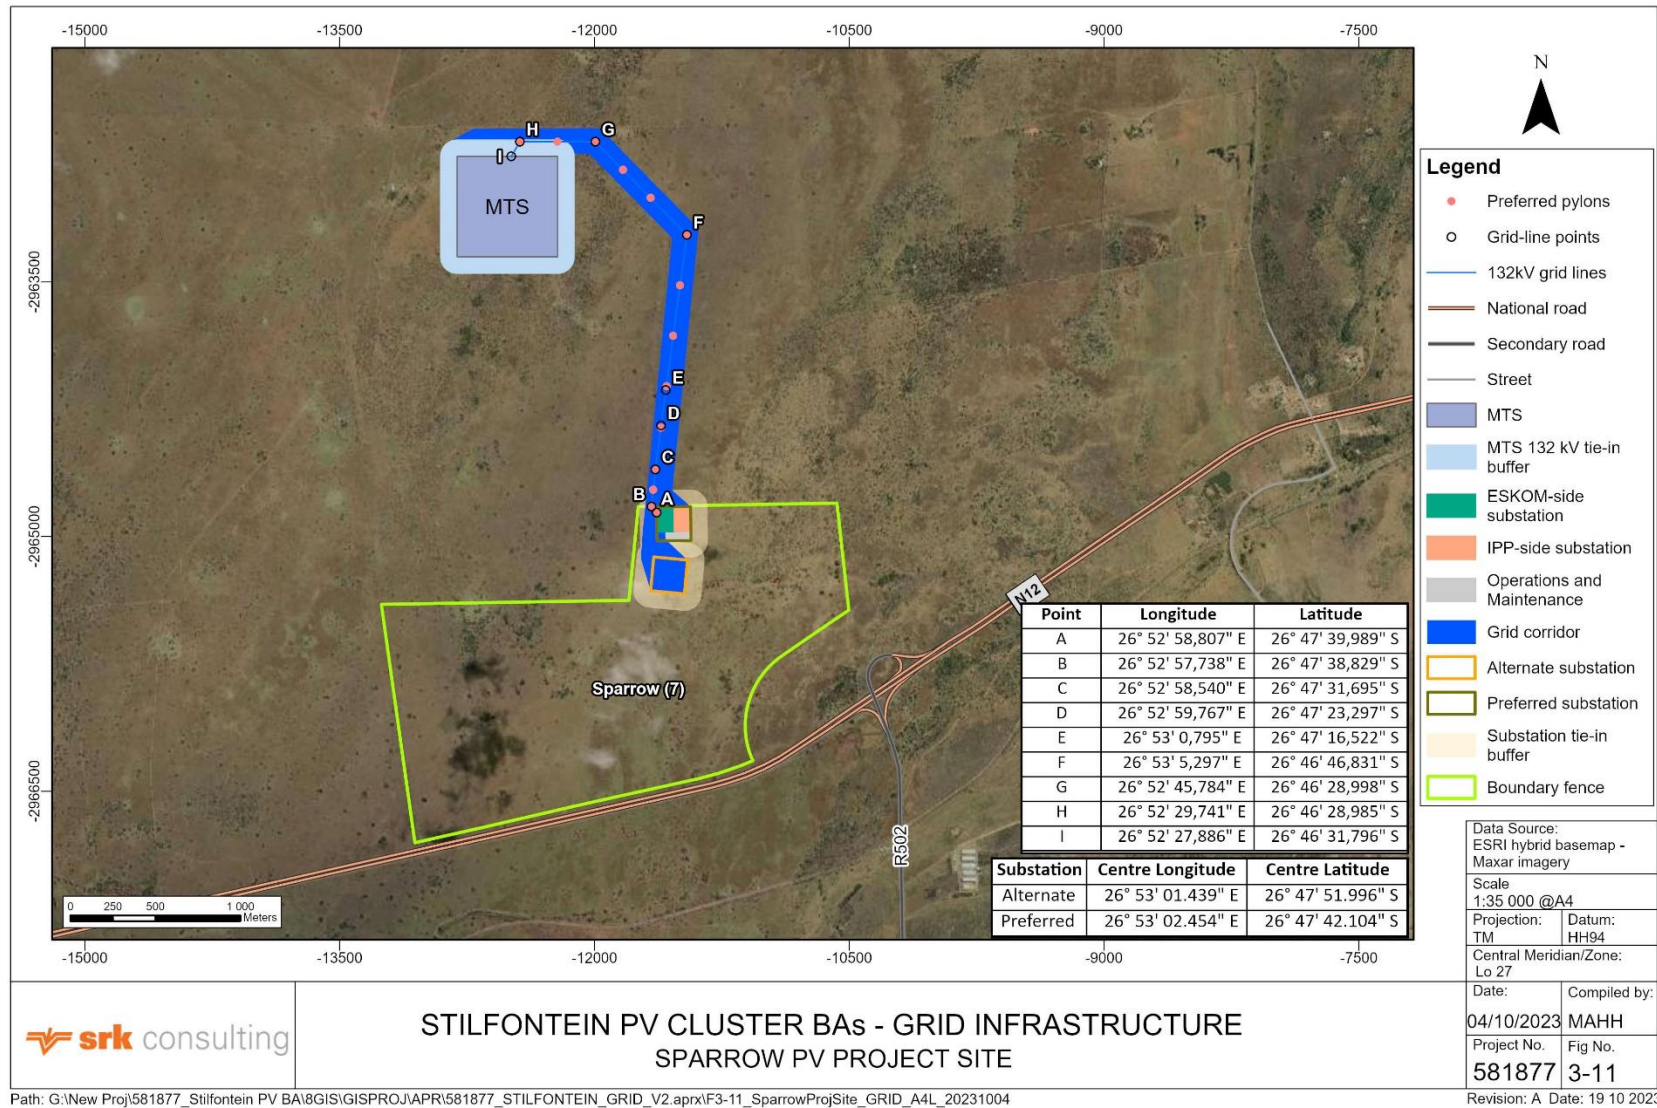 -15000 -13500 -12000 -10500 -9000 -7500
N
H
G
I
MTS
F
-2963500
E
D
C
B
A
-2965000
N12
Sparrow (7)
-2966500
R502
Point Longitude Latitude
A 26° 52' 58,807" E 26° 47' 39,989" S
B 26° 52' 57,738" E 26° 47' 38,829" S
C 26° 52' 58,540" E 26° 47' 31,695" S
D 26° 52' 59,767" E 26° 47' 23,297" S
E 26° 53' 0,795" E 26° 47' 16,522" S
F 26° 53' 5,297" E 26° 46' 46,831" S
G 26° 52' 45,784" E 26° 46' 28,998" S
H 26° 52' 29,741" E 26° 46' 28,985" S
I 26° 52' 27,886" E 26° 46' 31,796" S
Substation Centre Longitude Centre Latitude
Alternate 26° 53' 01.439" E 26° 47' 51.996" S
Preferred 26° 53' 02.454" E 26° 47' 42.104" S
0 250 500 1 000
Meters
-15000 -13500 -12000 -10500 -9000 -7500
Legend
Preferred pylons
Grid-line points
132kV grid lines
National road
Secondary road
Street
MTS
MTS 132 kV tie-in
buffer
ESKOM-side
substation
IPP-side substation
Operations and
Maintenance
Grid corridor
Alternate substation
Preferred substation
Substation tie-in
buffer
Boundary fence
Data Source:
ESRI hybrid basemap -
Maxar imagery
Scale
1:35 000 @A4
Projection: Datum:
TM HH94
Central Meridian/Zone:
Lo 27
Date: Compiled by:
04/10/2023 MAHH
Project No. Fig No.
581877 3-11
srk consulting
STILFONTEIN PV CLUSTER BAs - GRID INFRASTRUCTURE
SPARROW PV PROJECT SITE
Path: G:\New Proj\581877_Stilfontein PV BA\8GIS\GISPROJ\APR\581877_STILFONTEIN_GRID_V2.aprx\F3-11_SparrowProjSite_GRID_A4L_20231004
Revision: A Date: 19 10 2023